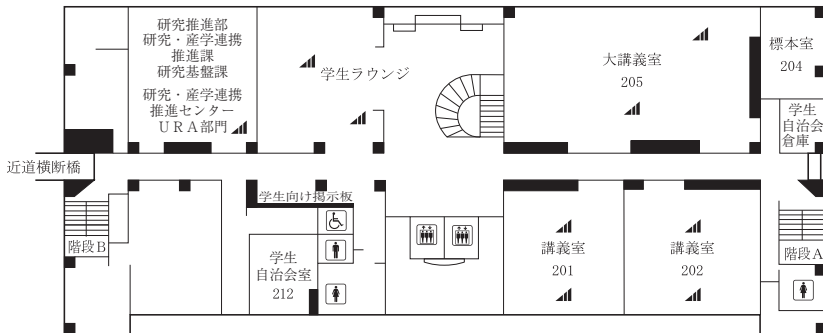 研究推進部
研究・産学連携
推進課
研究基盤課
研究・産学連携
推進センター
URA部門
学生ラウンジ
大講義室
205
標本室
204
学生
自治会
倉庫
近道横断橋
学生向け掲示板
階段B
学生
自治会室
212
講義室
201
講義室
202
階段A